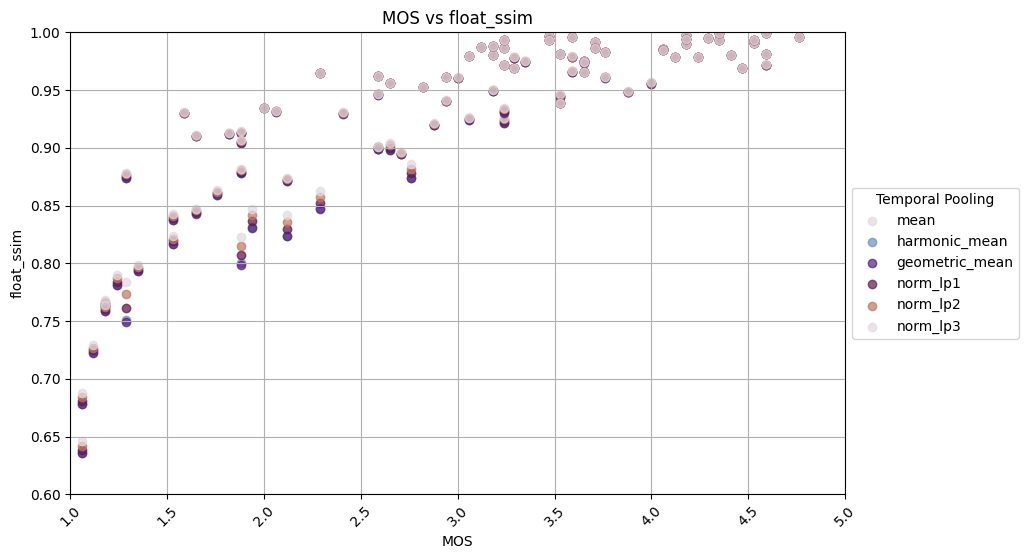 MOS vs float_ssim
float_ssim
1.00
0.95
0.90
0.85
0.80
0.75
0.70
0.65
0.60
1.0
1.5
2.0
2.5
3.0
3.5
4.0
4.5
5.0
MOS
Temporal Pooling
mean
harmonic_mean
geometric_mean
norm_lp1
norm_lp2
norm_lp3